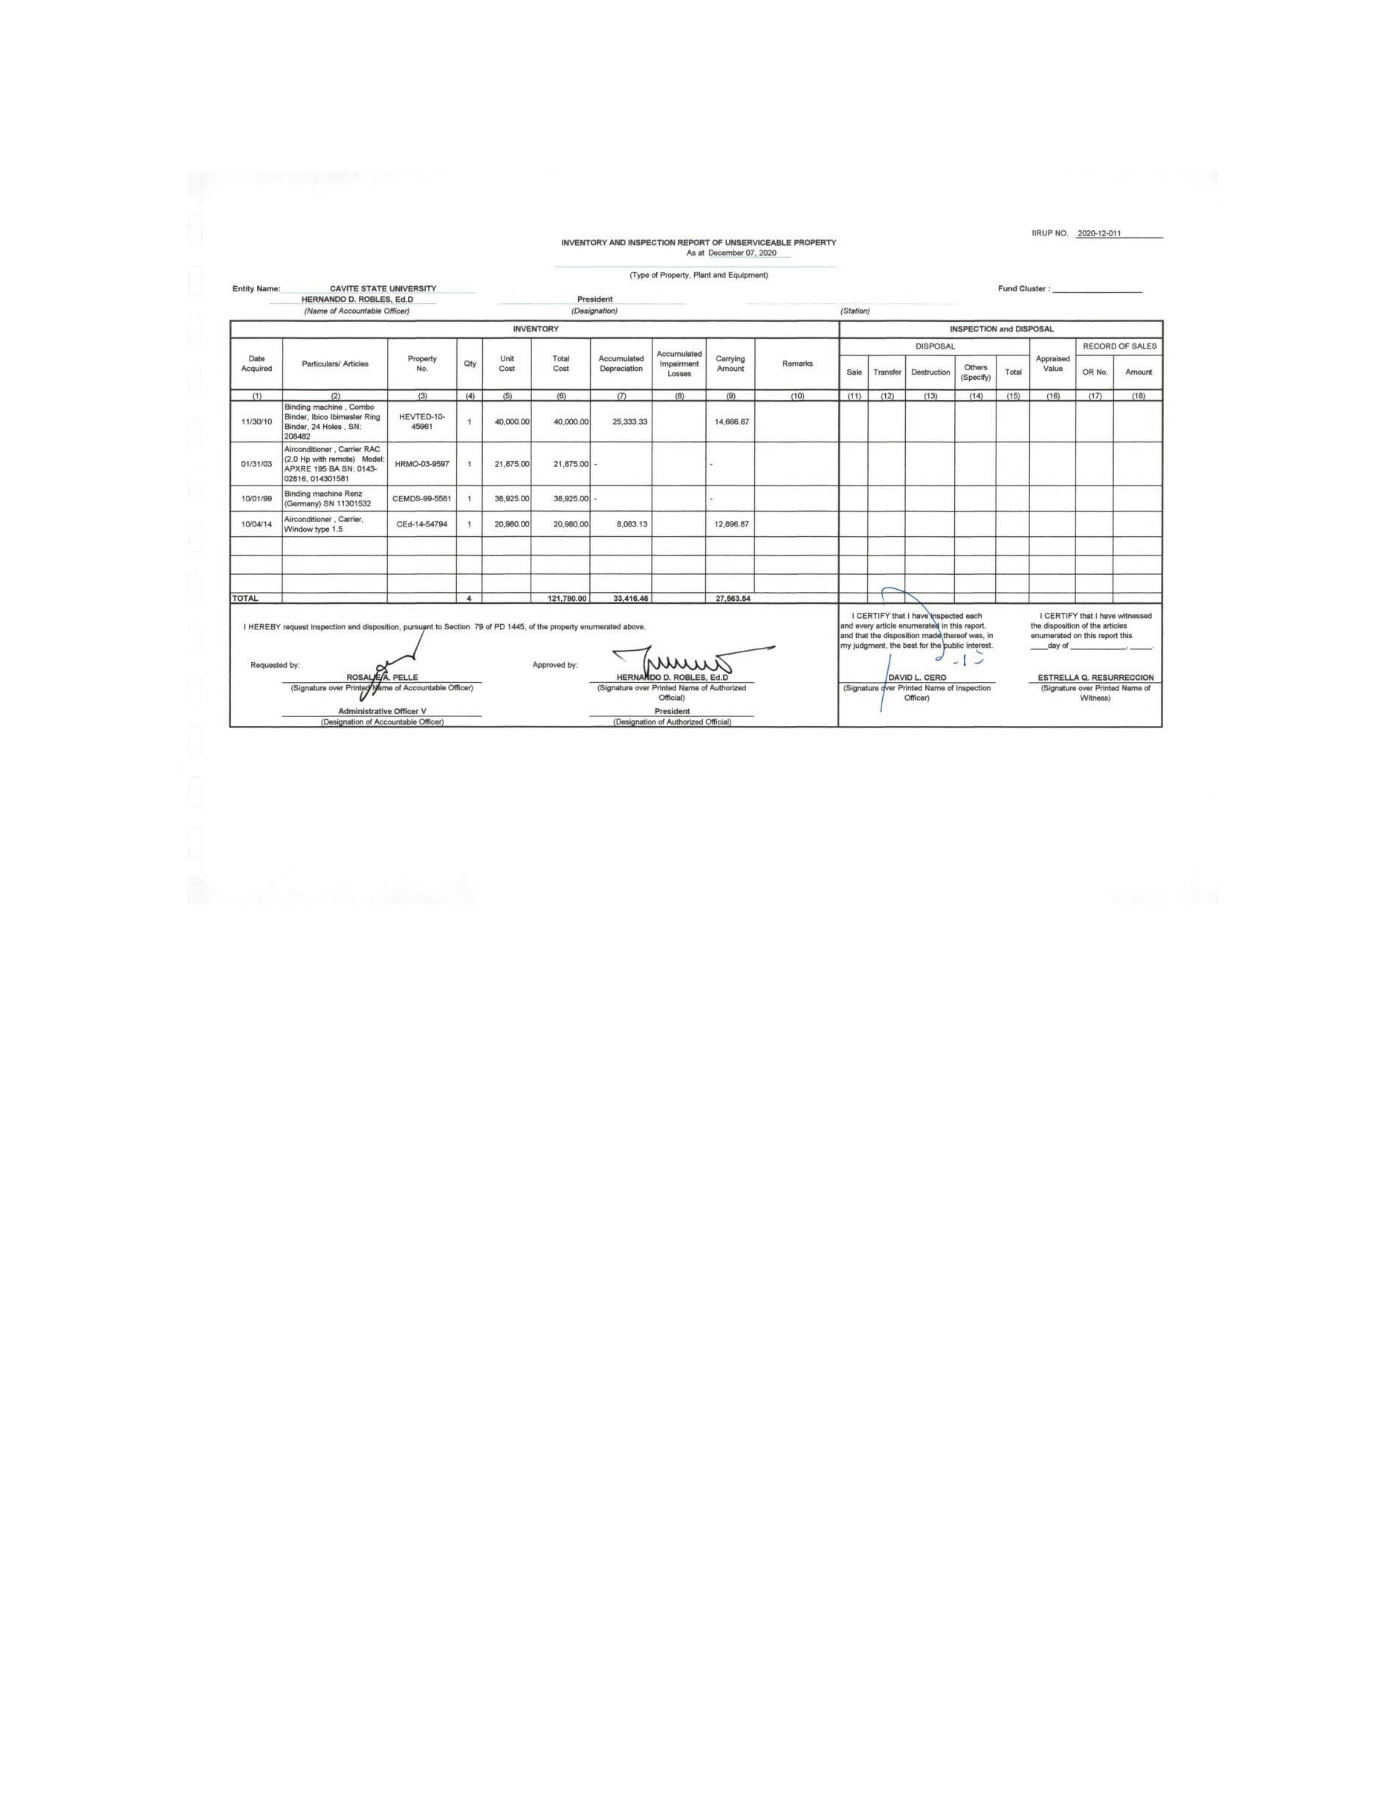 IIRUP NO. 2020-12-011
INVENTORY AND INSPECTION REPORT OF UNSERVICEABLE PROPERTY
As at December 07, 2020
(Type of Property, Plant and Equipment)
Entity Name: CAVITE STATE UNIVERSITY Fund Cluster :
HERNANDO D. ROBLES, Ed.D President
(Name of Accountable Officer) (Designation) (Station)
INVENTORY INSPECTION and DISPOSAL
DISPOSAL RECORD OF SALES
Date Acquired Particulars/ Articles Property No. Qty Unit Cost Total Cost Accumulated Depreciation Accumulated Impairment Losses Carrying Amount Remarks Sale Transfer Destruction Others (Specify) Total Appraised Value OR No. Amount
(1) (2) (3) (4) (5) (6) (7) (8) (9) (10) (11) (12) (13) (14) (15) (16) (17) (18)
11/30/10 Binding machine , Combo Binder, Ibico Ibimaster Ring Binder, 24 Holes , SN: 208482 HEVTED-10-45961 1 40,000.00 40,000.00 25,333.33 14,666.67
01/31/03 Airconditioner , Carrier RAC (2.0 Hp with remote) Model: APXRE 195 BA SN: 0143-02816, 014301581 HRMO-03-9597 1 21,875.00 21,875.00 - -
10/01/99 Binding machine Renz (Germany) SN 11301532 CEMDS-99-5581 1 38,925.00 38,925.00 - -
10/04/14 Airconditioner , Carrier, Window type 1.5 CEd-14-54794 1 20,980.00 20,980.00 8,083.13 12,896.87
TOTAL 4 121,780.00 33,416.46 27,563.54
I HEREBY request inspection and disposition, pursuant to Section 79 of PD 1445, of the property enumerated above.
Requested by: Approved by:
ROSALIE A. PELLE HERNANDO D. ROBLES, Ed.D
(Signature over Printed Name of Accountable Officer) (Signature over Printed Name of Authorized Official)
Administrative Officer V President
(Designation of Accountable Officer) (Designation of Authorized Official)
I CERTIFY that I have inspected each
and every article enumerated in this report,
and that the disposition made thereof was, in
my judgment, the best for the public interest.
DAVID L. CERO
(Signature over Printed Name of Inspection
Officer)
I CERTIFY that I have witnessed
the disposition of the articles
enumerated on this report this
____day of ______________, _____.
ESTRELLA Q. RESURRECCION
(Signature over Printed Name of
Witness)